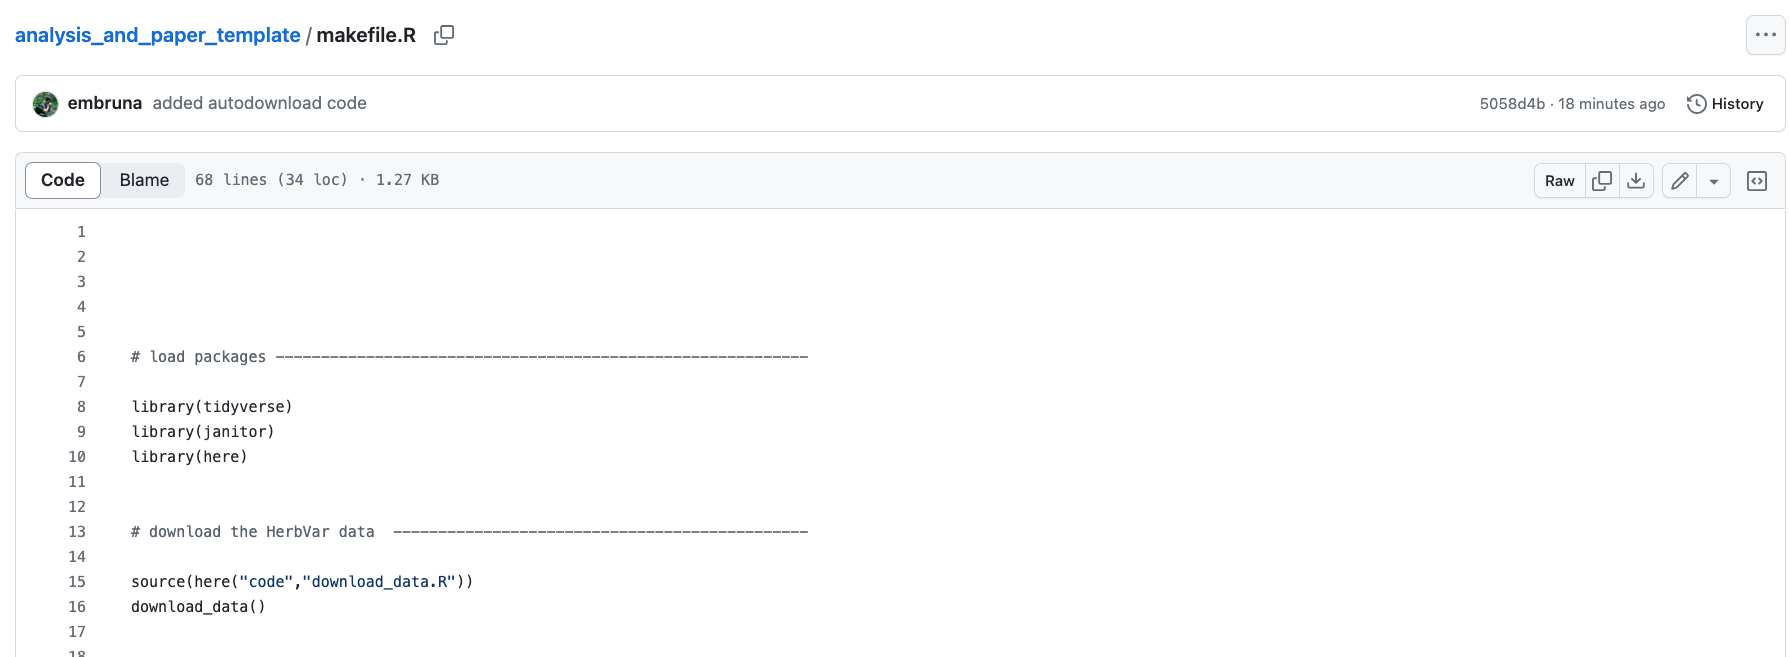 analysis_and_paper_template / makefile.R
embruna added autodownload code 5058d4b · 18 minutes ago History
Code Blame 68 lines (34 loc) · 1.27 KB Raw
1
2
3
4
5
6 # load packages -----------------------------------------------------------
7
8 library(tidyverse)
9 library(janitor)
10 library(here)
11
12
13 # download the HerbVar data  ----------------------------------------------
14
15 source(here("code","download_data.R"))
16 download_data()
17
18